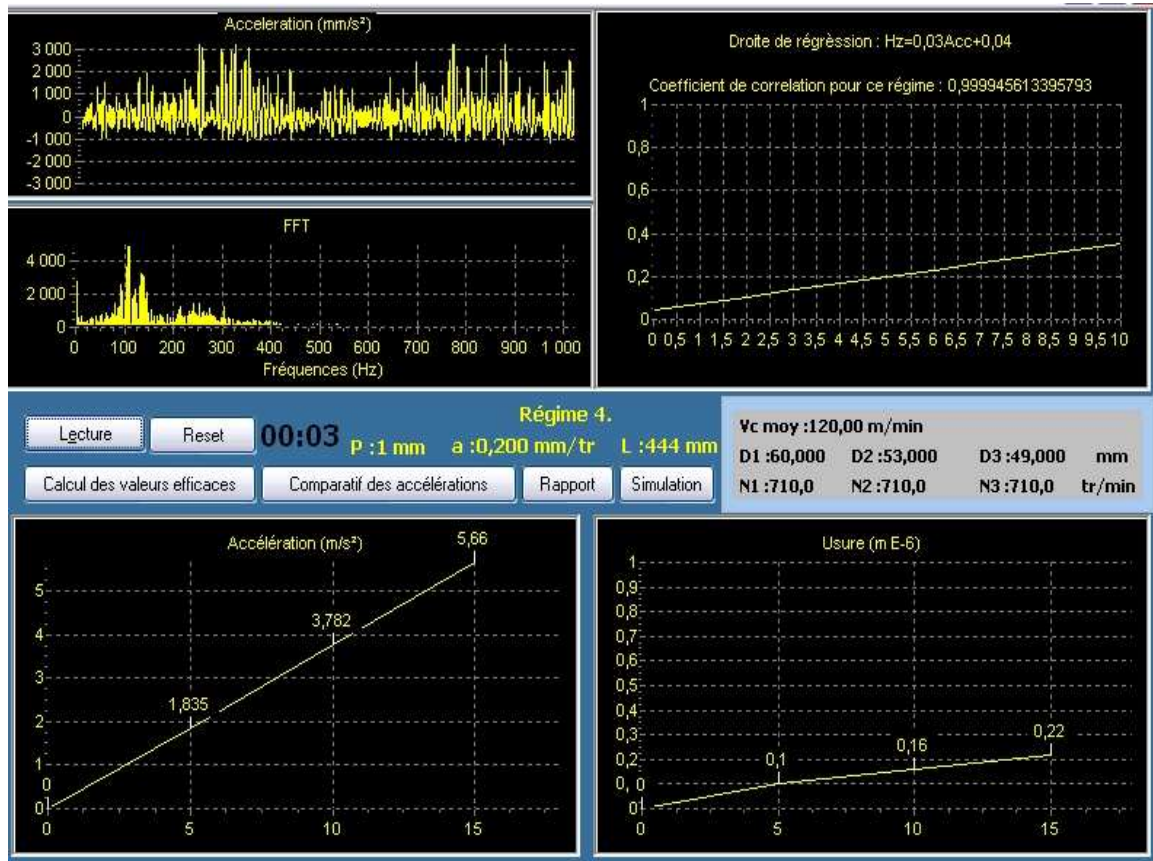 Acceleration (mm/s²)
3 000
2 000
1 000
0
-1 000
-2 000
-3 000
FFT
4 000
2 000
0
0 100 200 300 400 500 600 700 800 900 1 000
Fréquences (Hz)
Droite de régrèssion : Hz=0,03Acc+0,04
Coefficient de correlation pour ce régime : 0,999945613395793
1
0,8
0,6
0,4
0,2
0
0 0,5 1 1,5 2 2,5 3 3,5 4 4,5 5 5,5 6 6,5 7 7,5 8 8,5 9 9,5 10
Lecture Reset 00:03 Régime 4.
P :1 mm a :0,200 mm/tr L :444 mm
Calcul des valeurs efficaces Comparatif des accélérations Rapport Simulation
Vc moy :120,00 m/min
D1 :60,000 D2 :53,000 D3 :49,000 mm
N1 :710,0 N2 :710,0 N3 :710,0 tr/min
Accélération (m/s²)
5,66
5
3,782
4
3
1,835
2
1
0
0
0 5 10 15
Usure (m E-6)
1
0,9
0,8
0,7
0,6
0,5
0,4
0,3
0,22
0,16
0,2
0,1
0, 0
0
0 5 10 15